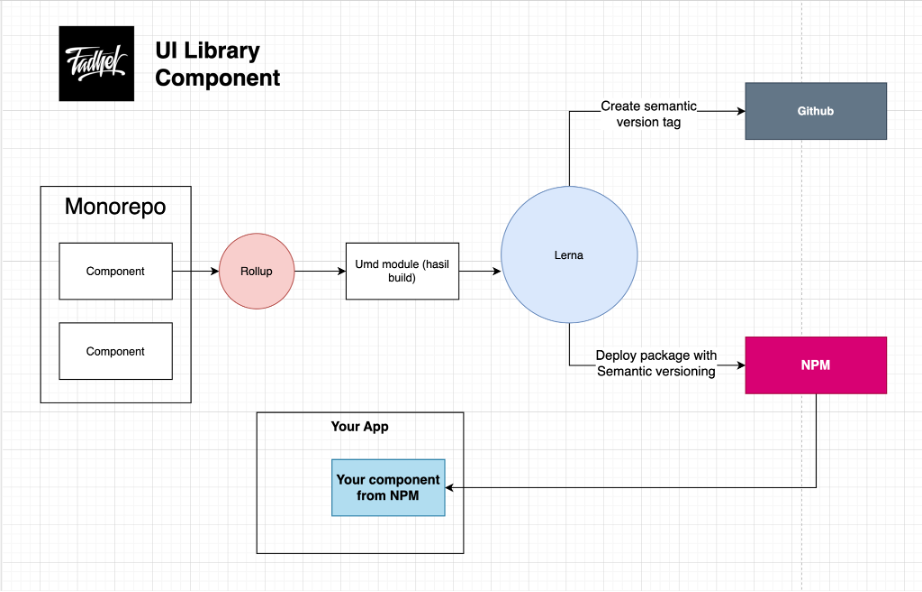 Fadhel
UI Library
Component
Create semantic
version tag
Github
Monorepo
Component
Rollup
Umd module (hasil
build)
Lerna
Component
Deploy package with
Semantic versioning
NPM
Your App
Your component
from NPM